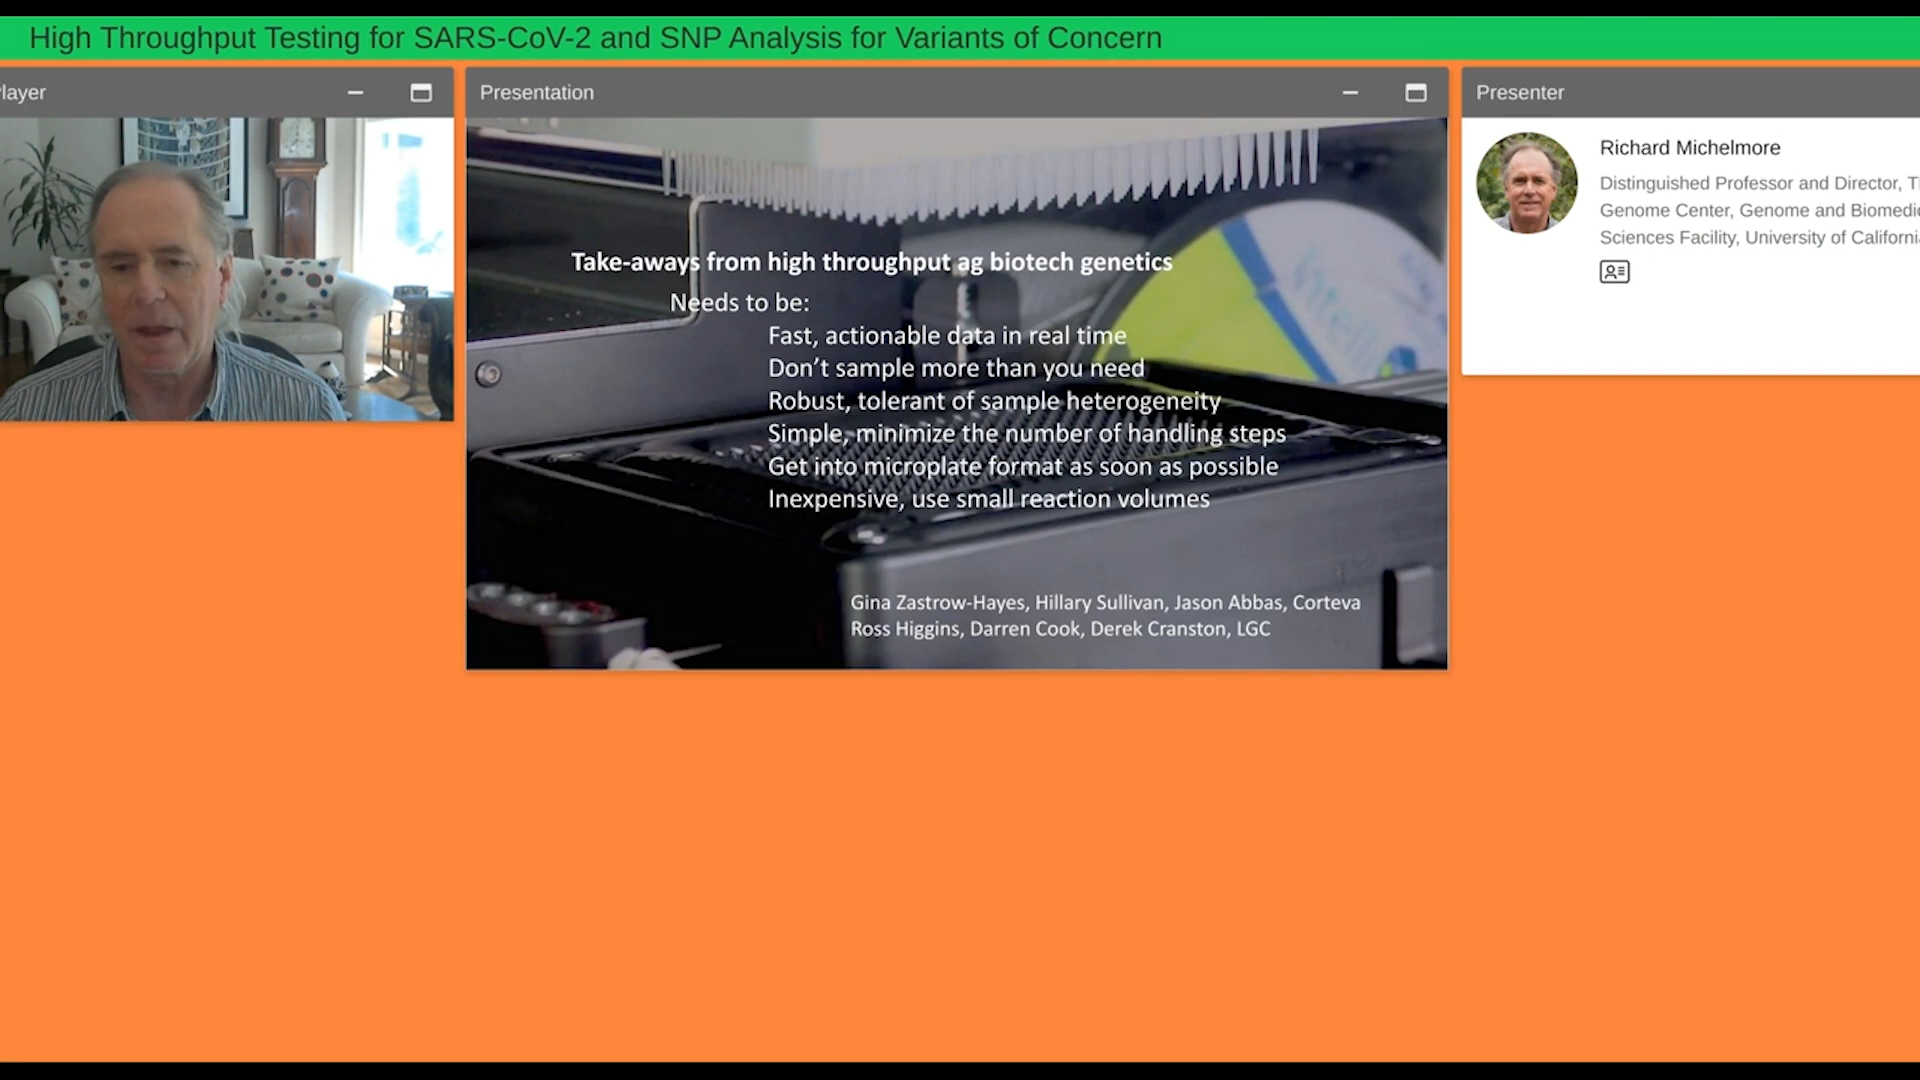 High Throughput Testing for SARS-CoV-2 and SNP Analysis for Variants of Concern
layer
Presentation
Presenter
Richard Michelmore
Distinguished Professor and Director,
Genome Center, Genome and
Sciences Facility, University of
Take-aways from high throughput ag biotech genetics
Needs to be:
Fast, actionable data in real time
Don't sample more than you need
Robust, tolerant of sample heterogeneity
Simple, minimize the number of handling steps
Get into microplate format as soon as possible
Inexpensive, use small reaction volumes
Gina Zastrow-Hayes, Hillary Sullivan, Jason Abbas, Corteva
Ross Higgins, Darren Cook, Derek Cranston, LGC